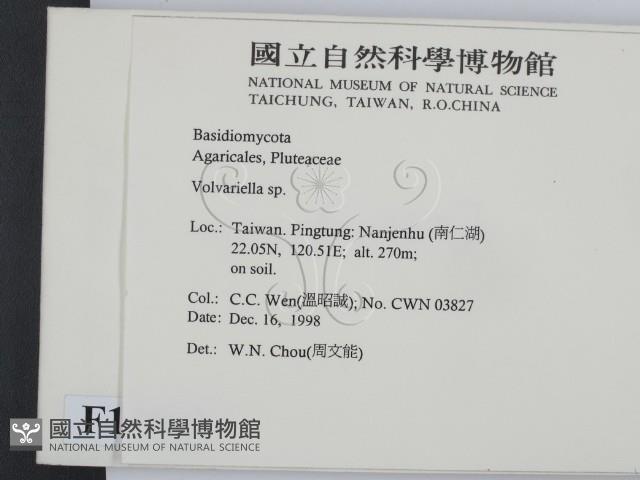 國立自然科學博物館
NATIONAL MUSEUM OF NATURAL SCIENCE
TAICHUNG, TAIWAN, R.O.CHINA
Basidiomycota
Agaricales, Pluteaceae
Volvariella sp.
Loc.: Taiwan. Pingtung: Nanjenhu (南仁湖)
22.05N, 120.51E; alt. 270m;
on soil.
Col.: C.C. Wen(溫昭誠); No. CWN 03827
Date: Dec. 16, 1998
Det.: W.N. Chou(周文能)
F1
國立自然科學博物館
NATIONAL MUSEUM OF NATURAL SCIENCE